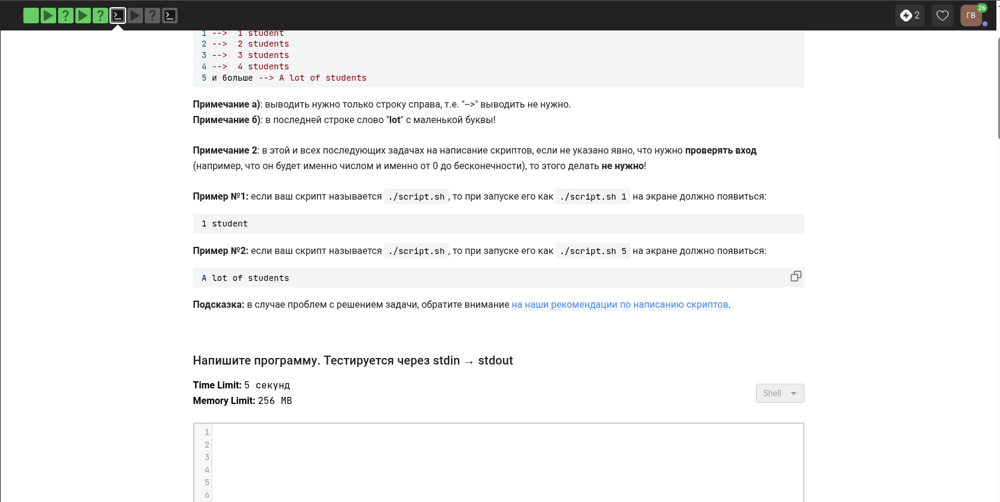 2
ГВ
26
1 -->  1 student
2 -->  2 students
3 -->  3 students
4 -->  4 students
5 и больше --> A lot of students
Примечание а): выводить нужно только строку справа, т.е. "-->" выводить не нужно.
Примечание б): в последней строке слово "lot" с маленькой буквы!
Примечание 2: в этой и всех последующих задачах на написание скриптов, если не указано явно, что нужно проверять вход
(например, что он будет именно числом и именно от 0 до бесконечности), то этого делать не нужно!
Пример №1: если ваш скрипт называется ./script.sh, то при запуске его как ./script.sh 1 на экране должно появиться:
1 student
Пример №2: если ваш скрипт называется ./script.sh, то при запуске его как ./script.sh 5 на экране должно появиться:
A lot of students
Подсказка: в случае проблем с решением задачи, обратите внимание на наши рекомендации по написанию скриптов.
Напишите программу. Тестируется через stdin → stdout
Time Limit: 5 секунд
Memory Limit: 256 MB
Shell
1
2
3
4
5
6